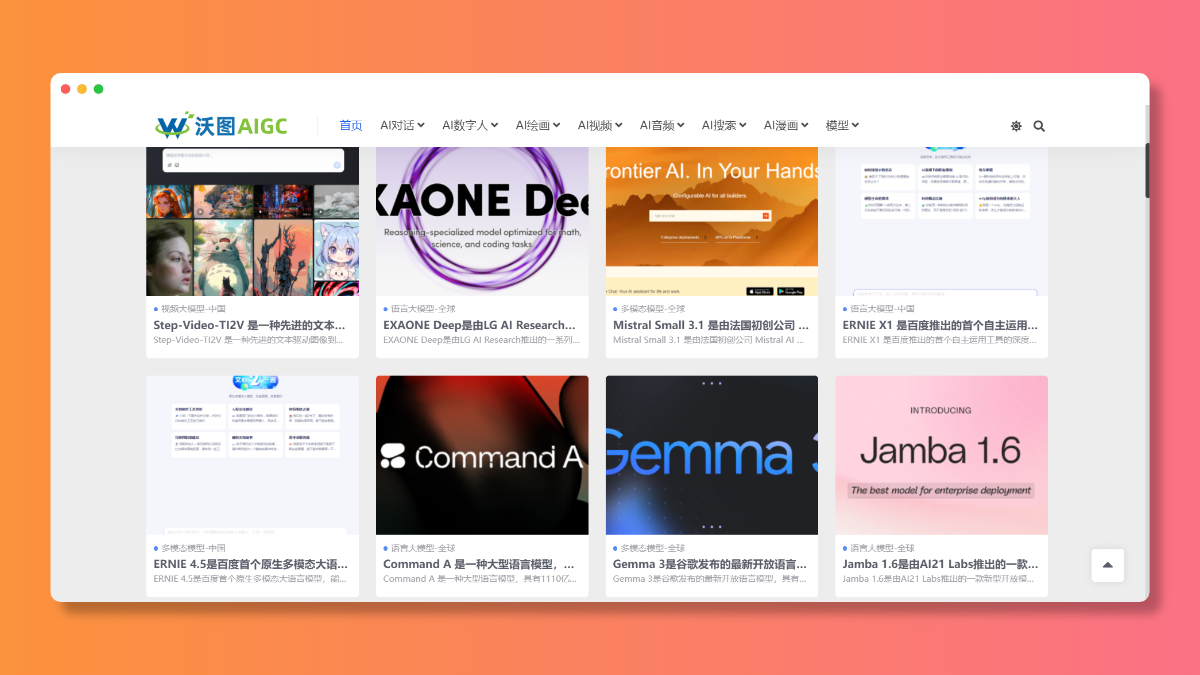 沃图AIGC
首页 AI对话 AI数字人 AI绘画 AI视频 AI音频 AI搜索 AI漫画 模型
XAONE Dee
Reasoning-specialized model optimized for math,
science, and coding tasks.
rontier AI. In Your Hands
Configurable AI for all builders.
Chat: Your AI assistant for life and work.
App Store
Google Play
视频大模型-中国
Step-Video-TI2V 是一种先进的文本...
Step-Video-TI2V 是一种先进的文本驱动图像到...
语言大模型-全球
EXAONE Deep是由LG AI Research...
EXAONE Deep是由LG AI Research推出的一系列...
多模态模型-全球
Mistral Small 3.1 是由法国初创公司 ...
Mistral Small 3.1 是由法国初创公司 Mistral AI ...
语言大模型-中国
ERNIE X1 是百度推出的首个自主运用...
ERNIE X1 是百度推出的首个自主运用工具的深度...
Command A
Gemma 3
INTRODUCING
Jamba 1.6
The best model for enterprise deployment
多模态模型-中国
ERNIE 4.5是百度首个原生多模态大语...
ERNIE 4.5是百度首个原生多模态大语言模型，能...
语言大模型-全球
Command A 是一种大型语言模型，...
Command A 是一种大型语言模型，具有1110亿...
多模态模型-全球
Gemma 3是谷歌发布的最新开放语言...
Gemma 3是谷歌发布的最新开放语言模型，具有...
语言大模型-全球
Jamba 1.6是由AI21 Labs推出的一款...
Jamba 1.6是由AI21 Labs推出的一款新型开放模...